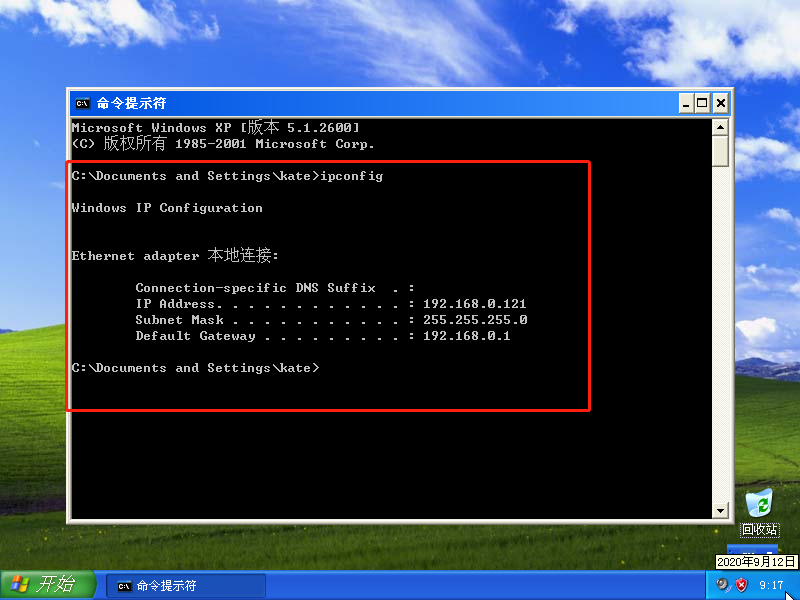 命令提示符
Microsoft Windows XP [版本 5.1.2600]
(C) 版权所有 1985-2001 Microsoft Corp.
C:\Documents and Settings\kate>ipconfig
Windows IP Configuration
Ethernet adapter 本地连接:
Connection-specific DNS Suffix  . :
IP Address. . . . . . . . . . . . : 192.168.0.121
Subnet Mask . . . . . . . . . . . : 255.255.255.0
Default Gateway . . . . . . . . . : 192.168.0.1
C:\Documents and Settings\kate>
回收站
2020年9月12日
开始
命令提示符
9:17